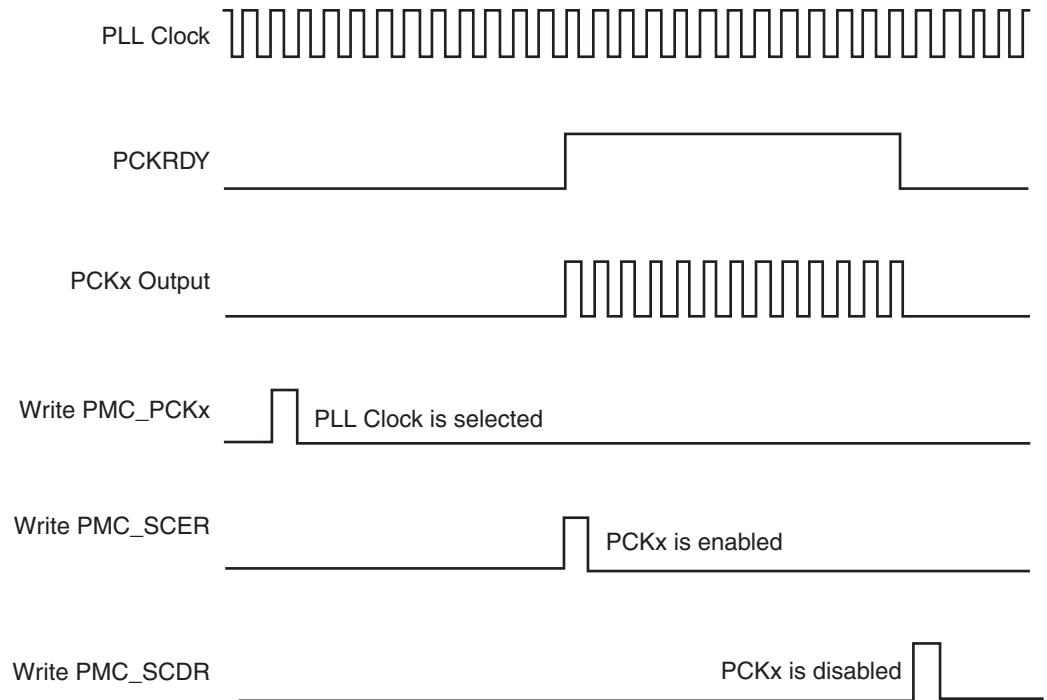 PLL Clock
PCKRDY
PCKx Output
Write PMC_PCKx
PLL Clock is selected
Write PMC_SCER
PCKx is enabled
Write PMC_SCDR
PCKx is disabled